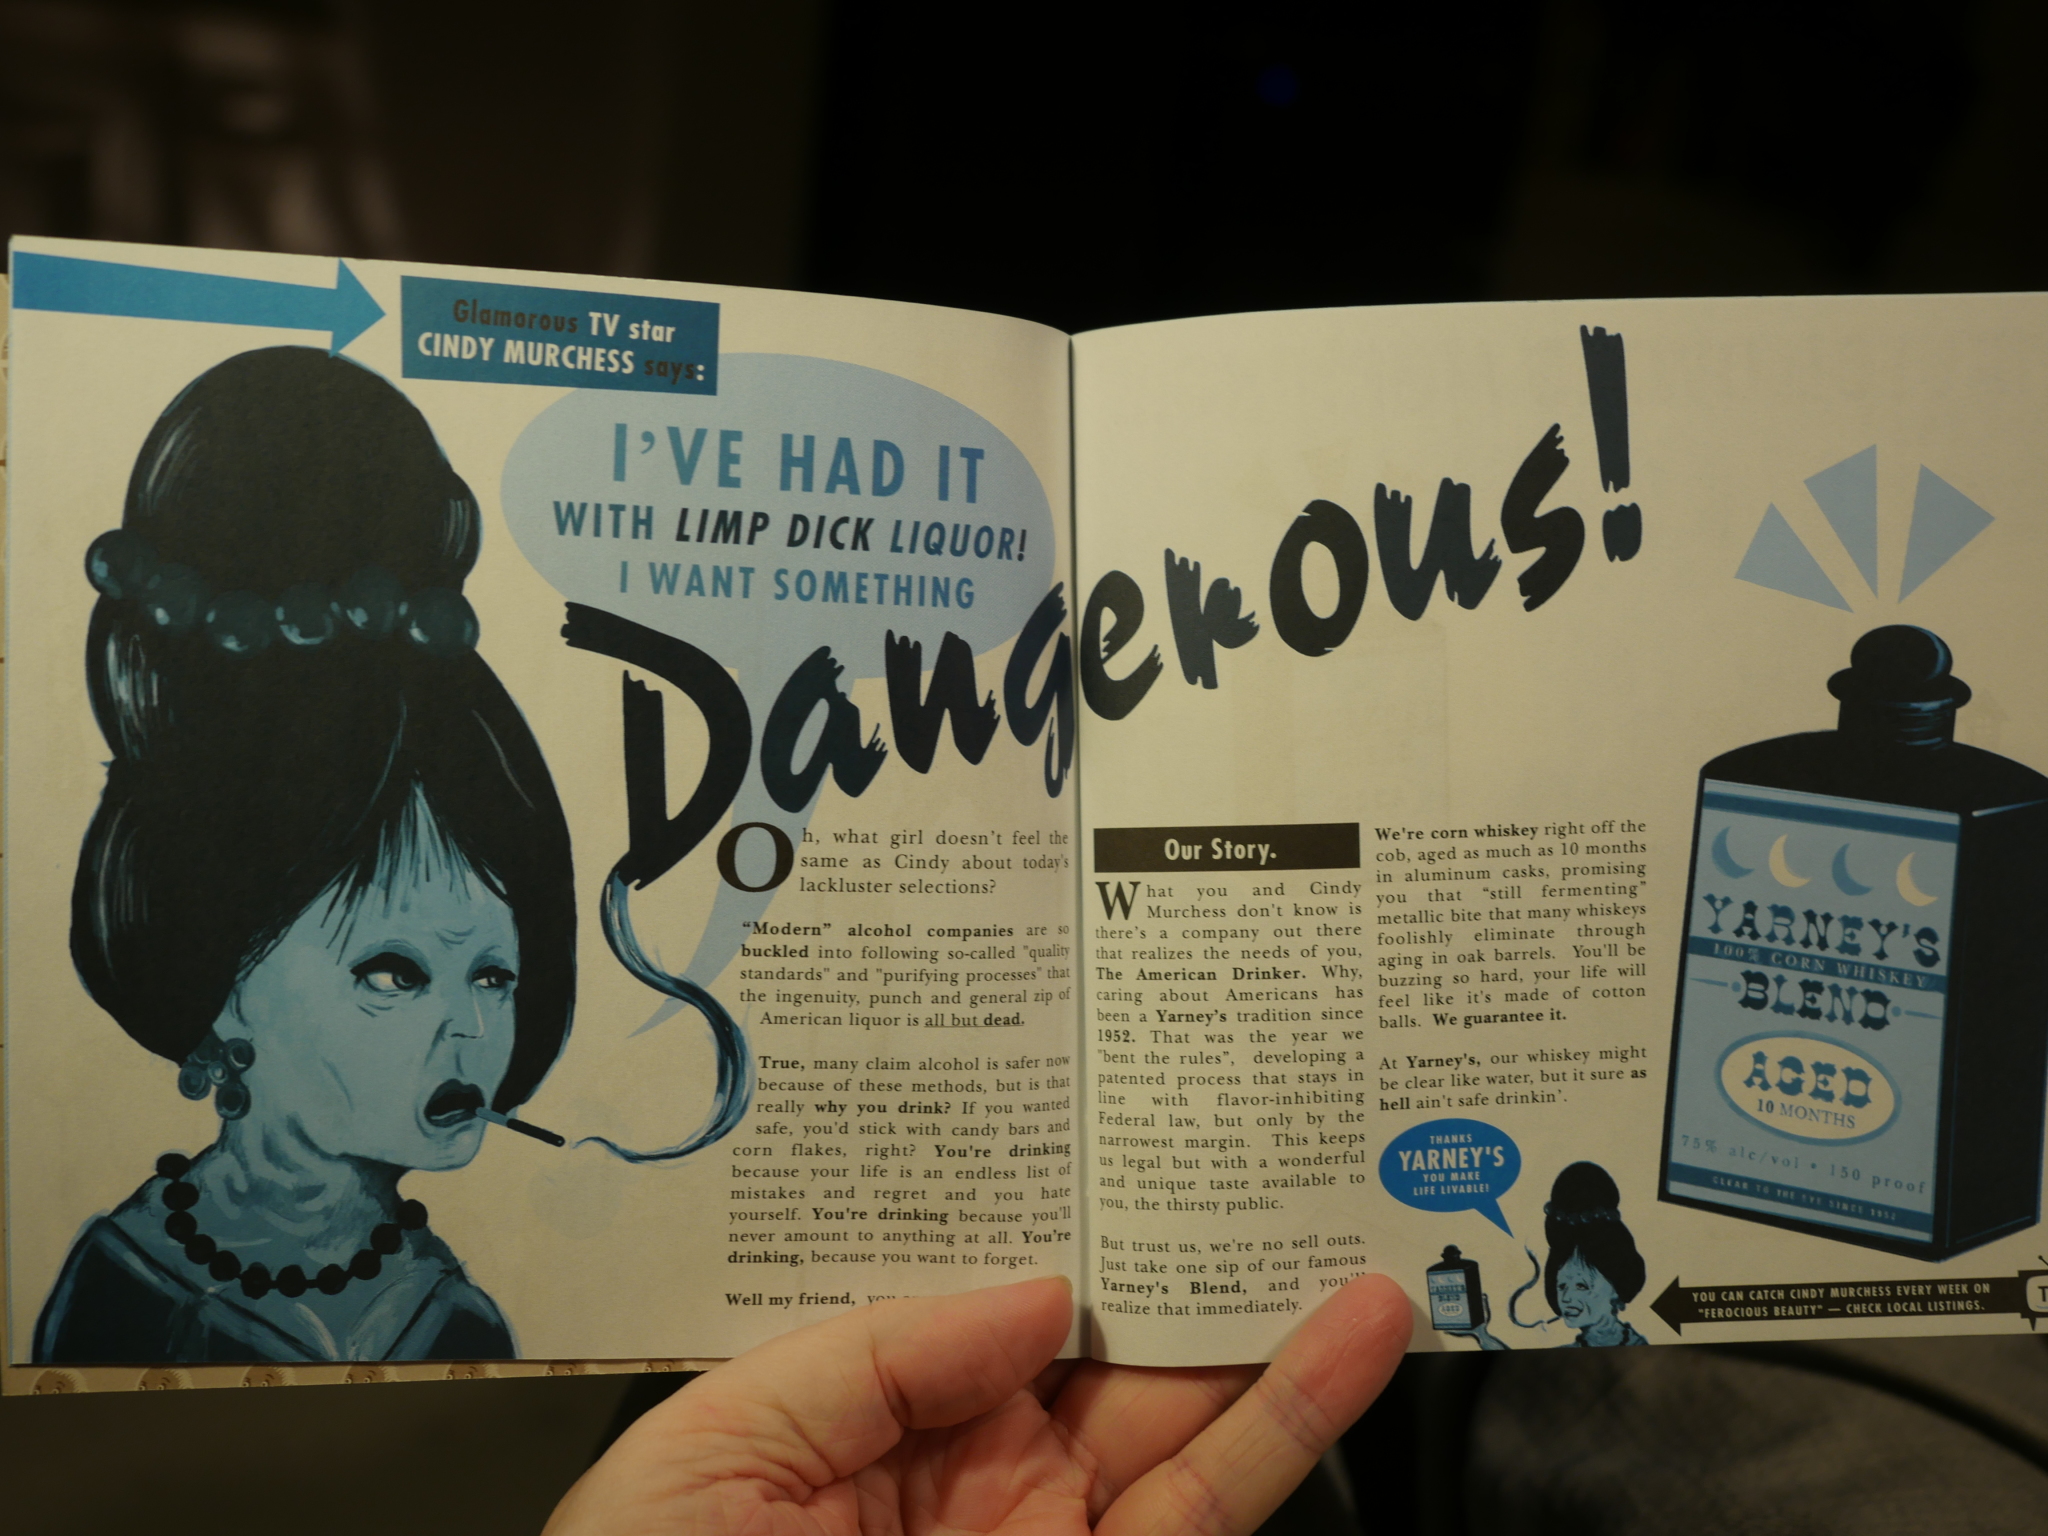 Glamorous TV star
CINDY MURCHESS says:
I'VE HAD IT
WITH LIMP DICK LIQUOR!
I WANT SOMETHING
Dangerous!
Oh, what girl doesn't feel the
same as Cindy about today's
lackluster selections?
"Modern" alcohol companies are so
buckled into following so-called "quality
standards" and "purifying processes" that
the ingenuity, punch and general zip of
American liquor is all but dead.
True, many claim alcohol is safer now
because of these methods, but is that
really why you drink? If you wanted
safe, you'd stick with candy bars and
corn flakes, right? You're drinking
because your life is an endless list of
mistakes and regret and you hate
yourself. You're drinking because you'll
never amount to anything at all. You're
drinking, because you want to forget.
Well my friend,
Our Story.
What you and Cindy
Murchess don't know is
there's a company out there
that realizes the needs of you,
The American Drinker. Why,
caring about Americans has
been a Yarney's tradition since
1952. That was the year we
"bent the rules", developing a
patented process that stays in
line with flavor-inhibiting
Federal law, but only by the
narrowest margin. This keeps
us legal but with a wonderful
and unique taste available to
you, the thirsty public.
But trust us, we're no sell outs.
Just take one sip of our famous
Yarney's Blend, and you'll
realize that immediately.
We're corn whiskey right off the
cob, aged as much as 10 months
in aluminum casks, promising
you that "still fermenting"
metallic bite that many whiskeys
foolishly eliminate through
aging in oak barrels. You'll be
buzzing so hard, your life will
feel like it's made of cotton
balls. We guarantee it.
At Yarney's, our whiskey might
be clear like water, but it sure as
hell ain't safe drinkin'.
THANKS
YARNEY'S
YOU MAKE
LIFE LIVABLE!
YARNEY'S
100% CORN WHISKEY
BLEND
AGED
10 MONTHS
75% alc/vol • 150 proof
CLEAR TO THE EYE SINCE 1952
YOU CAN CATCH CINDY MURCHESS EVERY WEEK ON
"FEROCIOUS BEAUTY" — CHECK LOCAL LISTINGS.